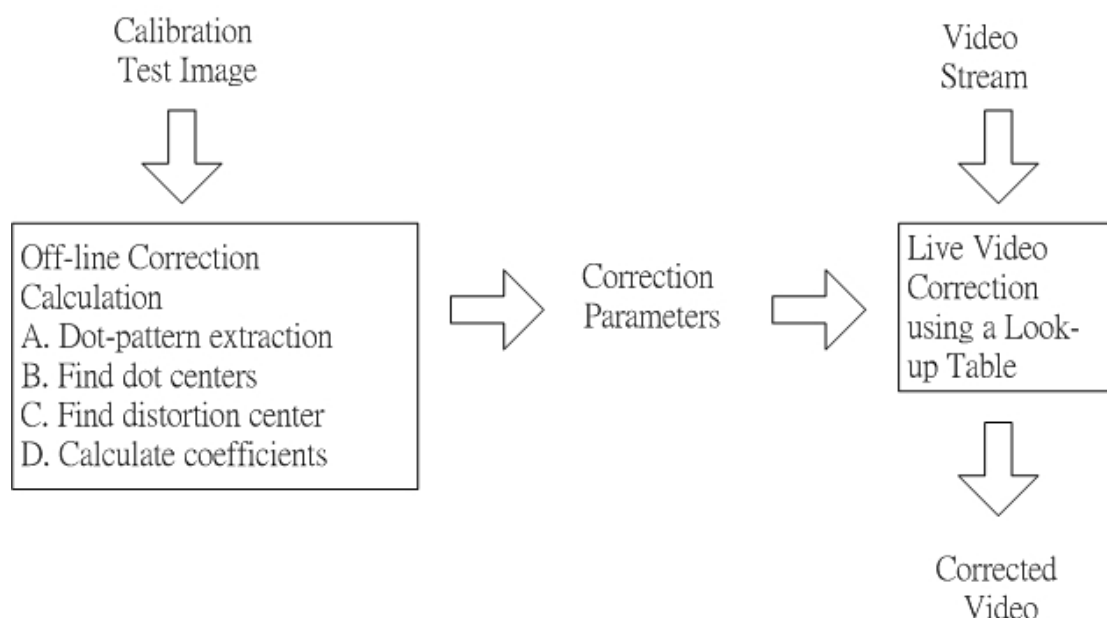 Calibration
Test Image
Video
Stream
Off-line Correction
Calculation
A. Dot-pattern extraction
B. Find dot centers
C. Find distortion center
D. Calculate coefficients
Correction
Parameters
Live Video
Correction
using a Look-
up Table
Corrected
Video